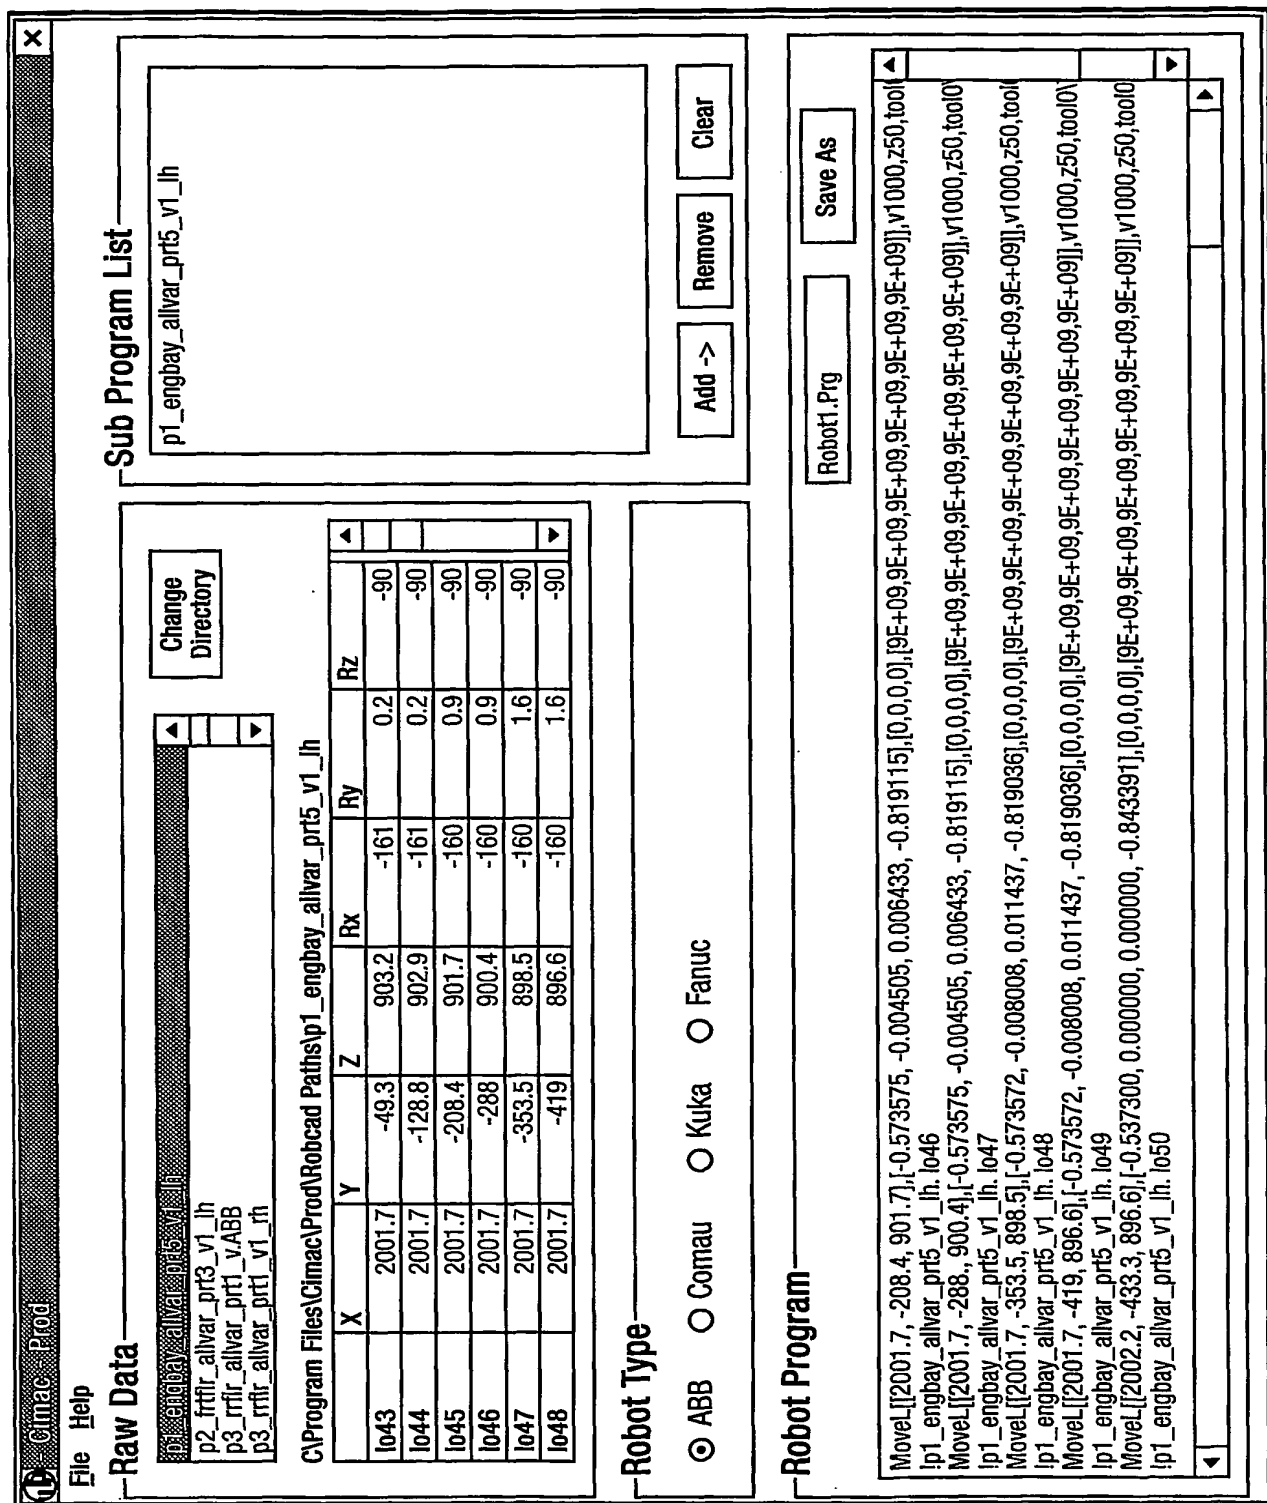 Cimac - Prod
File Help
Raw Data
p1_engbay_allvar_prt5_v1_lh
p2_frtflr_allvar_prt3_v1_lh
p3_rrflr_allvar_prt1_v.ABB
p3_rrflr_allvar_prt1_v1_rh
Change
Directory
C\Program Files\Cimac\Prod\Robcad Paths\p1_engbay_allvar_prt5_v1_lh
X Y Z Rx Ry Rz
lo43 2001.7 -49.3 903.2 -161 0.2 -90
lo44 2001.7 -128.8 902.9 -161 0.2 -90
lo45 2001.7 -208.4 901.7 -160 0.9 -90
lo46 2001.7 -288 900.4 -160 0.9 -90
lo47 2001.7 -353.5 898.5 -160 1.6 -90
lo48 2001.7 -419 896.6 -160 1.6 -90
Sub Program List
p1_engbay_allvar_prt5_v1_lh
Add -> Remove Clear
Robot Type
ABB Comau Kuka Fanuc
Robot Program
Robot1.Prg Save As
MoveL[[2001.7, -208.4, 901.7],[-0.573575, -0.004505, 0.006433, -0.819115],[0,0,0,0],[9E+09,9E+09,9E+09,9E+09,9E+09,9E+09]],v1000,z50,tool0
!p1_engbay_allvar_prt5_v1_lh. lo46
MoveL[[2001.7, -288., 900.4],[-0.573575, -0.004505, 0.006433, -0.819115],[0,0,0,0],[9E+09,9E+09,9E+09,9E+09,9E+09,9E+09]],v1000,z50,tool0\
!p1_engbay_allvar_prt5_v1_lh. lo47
MoveL[[2001.7, -353.5, 898.5],[-0.573572, -0.008008, 0.011437, -0.819036],[0,0,0,0],[9E+09,9E+09,9E+09,9E+09,9E+09,9E+09]],v1000,z50,tool0
!p1_engbay_allvar_prt5_v1_lh. lo48
MoveL[[2001.7, -419, 896.6],[-0.573572, -0.008008, 0.011437, -0.819036],[0,0,0,0],[9E+09,9E+09,9E+09,9E+09,9E+09,9E+09]],v1000,z50,tool0\
!p1_engbay_allvar_prt5_v1_lh. lo49
MoveL[[2002.2, -433.3, 896.6],[-0.537300, 0.000000, 0.000000, -0.843391],[0,0,0,0],[9E+09,9E+09,9E+09,9E+09,9E+09,9E+09]],v1000,z50,tool0
!p1_engbay_allvar_prt5_v1_lh. lo50